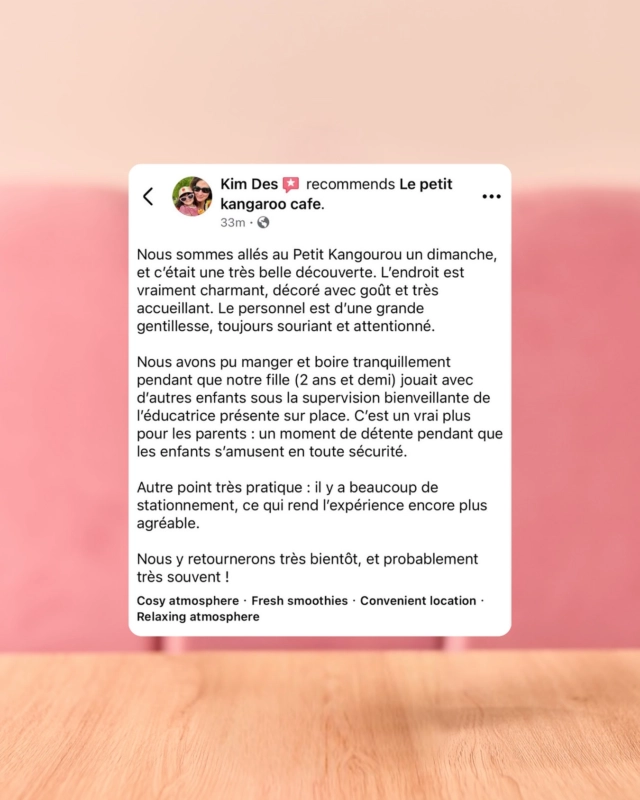 Kim Des recommends Le petit
kangaroo cafe.
33m ·
Nous sommes allés au Petit Kangourou un dimanche,
et c’était une très belle découverte. L’endroit est
vraiment charmant, décoré avec goût et très
accueillant. Le personnel est d’une grande
gentillesse, toujours souriant et attentionné.
Nous avons pu manger et boire tranquillement
pendant que notre fille (2 ans et demi) jouait avec
d’autres enfants sous la supervision bienveillante de
l’éducatrice présente sur place. C’est un vrai plus
pour les parents : un moment de détente pendant que
les enfants s’amusent en toute sécurité.
Autre point très pratique : il y a beaucoup de
stationnement, ce qui rend l’expérience encore plus
agréable.
Nous y retournerons très bientôt, et probablement
très souvent !
Cosy atmosphere · Fresh smoothies · Convenient location ·
Relaxing atmosphere